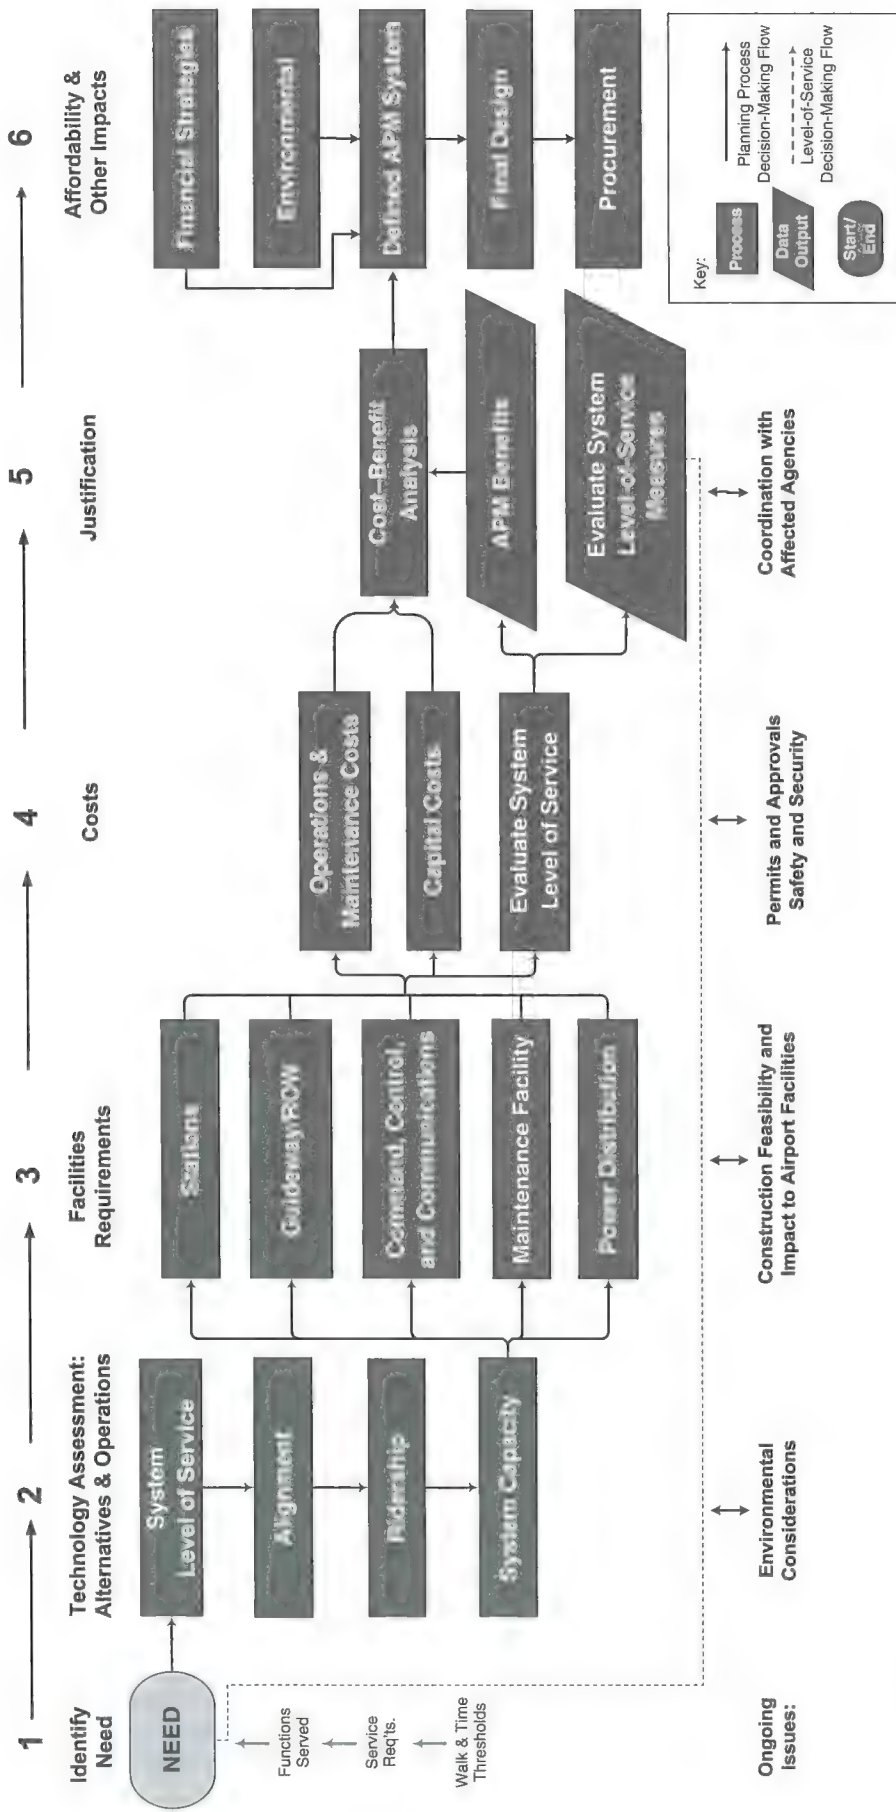 1
2
3
4
5
6
Identify
Need
Technology Assessment:
Alternatives & Operations
Facilities
Requirements
Costs
Justification
Affordability &
Other Impacts
NEED
Functions
Served
Service
Req'ts.
Walk & Time
Thresholds
System
Level of Service
Alignment
Ridership
System Capacity
Stations
Guideway/ROW
Command, Control,
and Communications
Maintenance Facility
Power Distribution
Operations &
Maintenance Costs
Capital Costs
Evaluate System
Level of Service
Cost–Benefit
Analysis
APM Benefits
Evaluate System
Level-of-Service
Measures
Financial Strategies
Environmental
Defined APM System
Final Design
Procurement
Ongoing
Issues:
Environmental
Considerations
Construction Feasibility and
Impact to Airport Facilities
Permits and Approvals
Safety and Security
Coordination with
Affected Agencies
Key:
Process
Data
Output
Start/
End
Planning Process
Decision-Making Flow
Level-of-Service
Decision-Making Flow